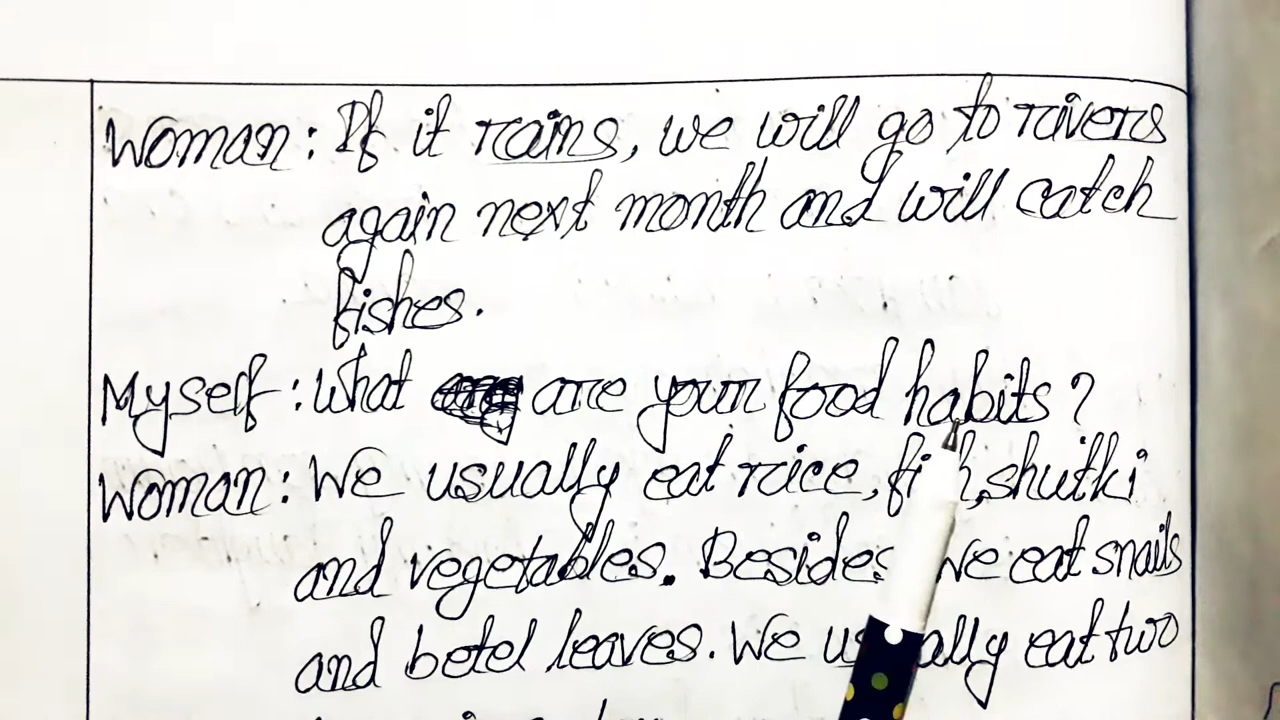 Woman: If it rains, we will go to rivers
again next month and will catch
fishes.
Myself: What are your food habits?
Woman: We usually eat rice, fish, shutki
and vegetables. Besides we eat snails
and betel leaves. We usually eat two